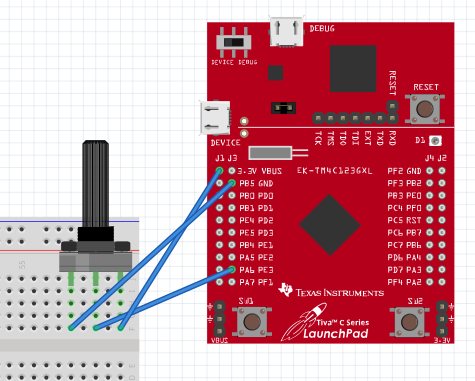 DEBUG
DEVICE DEBUG
RESET
RESET
TCK TMS TDO TDI EXT TXD RXD
DEVICE
D1
J1 J3
J4 J2
3-3V VBUS
EK-TM4C123GXL
PF2 GND
PB5 GND
PF3 PB2
PB0 PD0
PB3 PE0
PB1 PD1
PC4 PF0
PE4 PD2
PC5 RST
PE5 PD3
PC6 PB7
PB4 PE1
PC7 PB6
PA5 PE2
PD6 PA4
PA6 PE3
PD7 PA3
PA7 PF1
PF4 PA2
TEXAS INSTRUMENTS
SW1
SW2
Tiva™ C Series
LaunchPad
VBUS
3-3V
55